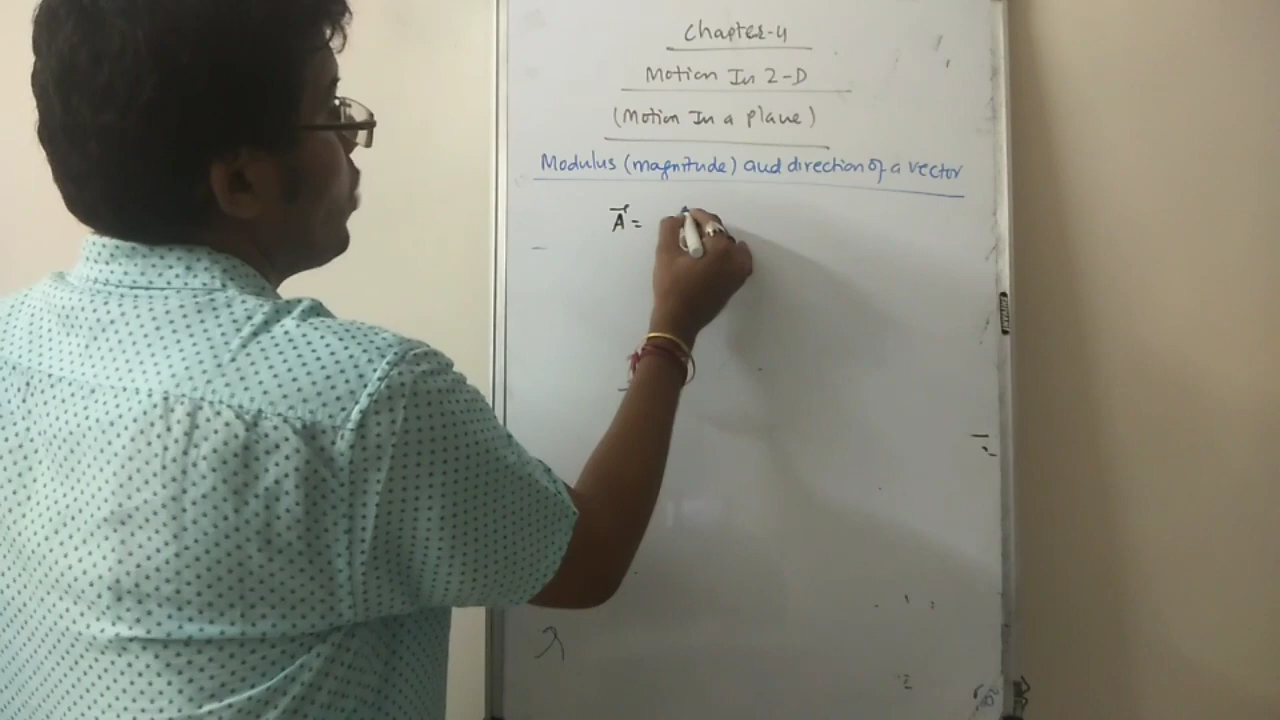 Chapter-4
Motion In 2-D
(Motion In a plane)
Modulus (magnitude) and direction of a vector
A⃗ =